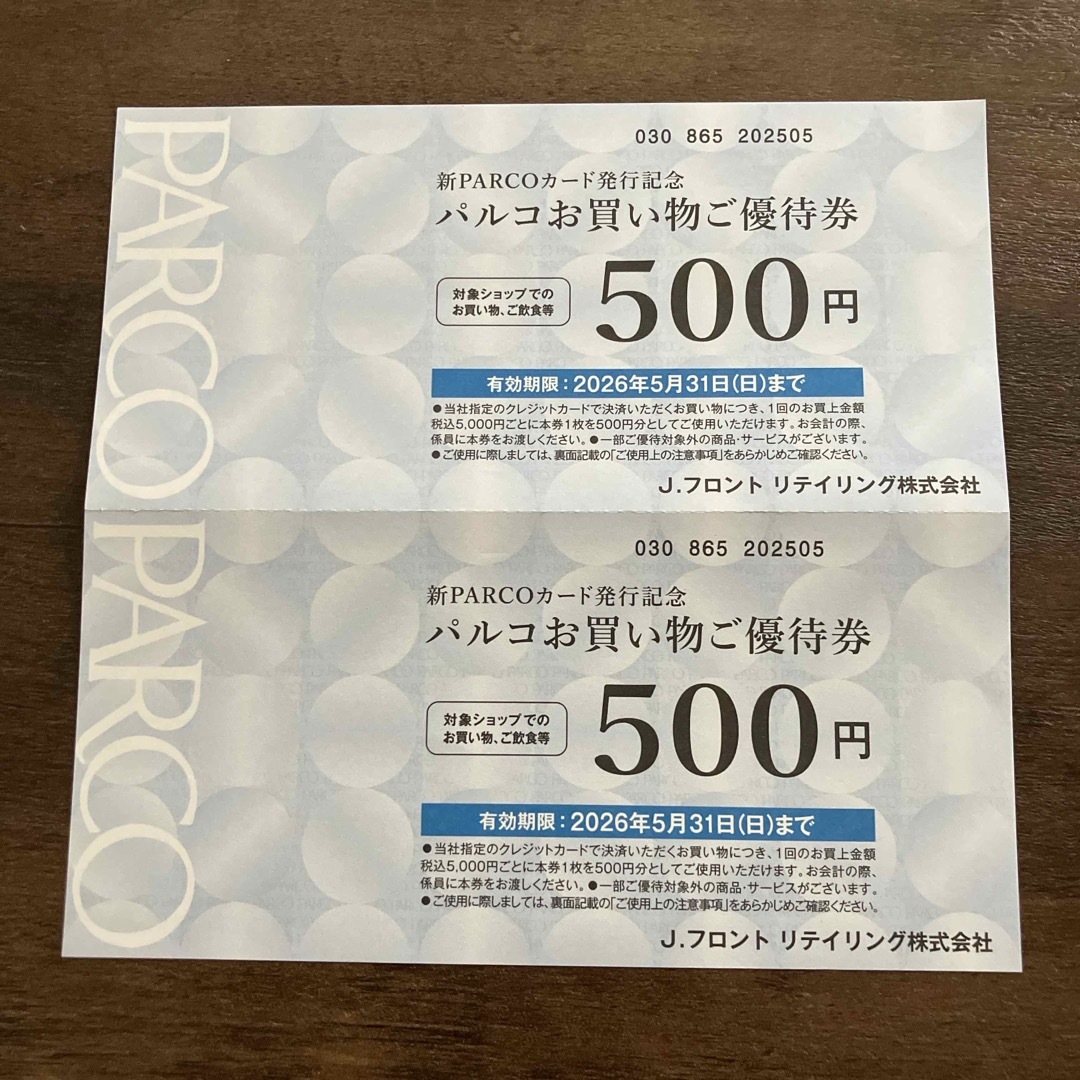 PARCO
030 865 202505
新PARCOカード発行記念
パルコお買い物ご優待券
対象ショップでの
お買い物、ご飲食等
500円
有効期限：2026年5月31日(日)まで
●当社指定のクレジットカードで決済いただくお買い物につき、1回のお買上金額
税込5,000円ごとに本券1枚を500円分としてご使用いただけます。お会計の際、
係員に本券をお渡しください。●一部ご優待対象外の商品・サービスがございます。
●ご使用に際しましては、裏面記載の「ご使用上の注意事項」をあらかじめご確認ください。
J.フロント リテイリング株式会社
PARCO
030 865 202505
新PARCOカード発行記念
パルコお買い物ご優待券
対象ショップでの
お買い物、ご飲食等
500円
有効期限：2026年5月31日(日)まで
●当社指定のクレジットカードで決済いただくお買い物につき、1回のお買上金額
税込5,000円ごとに本券1枚を500円分としてご使用いただけます。お会計の際、
係員に本券をお渡しください。●一部ご優待対象外の商品・サービスがございます。
●ご使用に際しましては、裏面記載の「ご使用上の注意事項」をあらかじめご確認ください。
J.フロント リテイリング株式会社